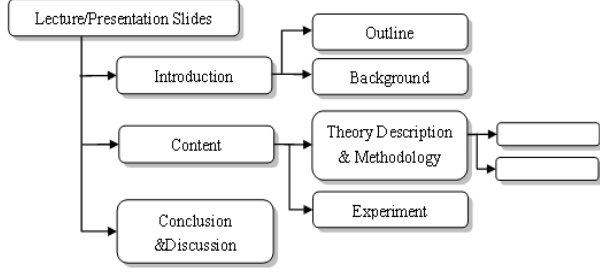 Lecture/Presentation Slides
Outline
Introduction
Background
Theory Description
& Methodology
Content
Experiment
Conclusion
&Discussion